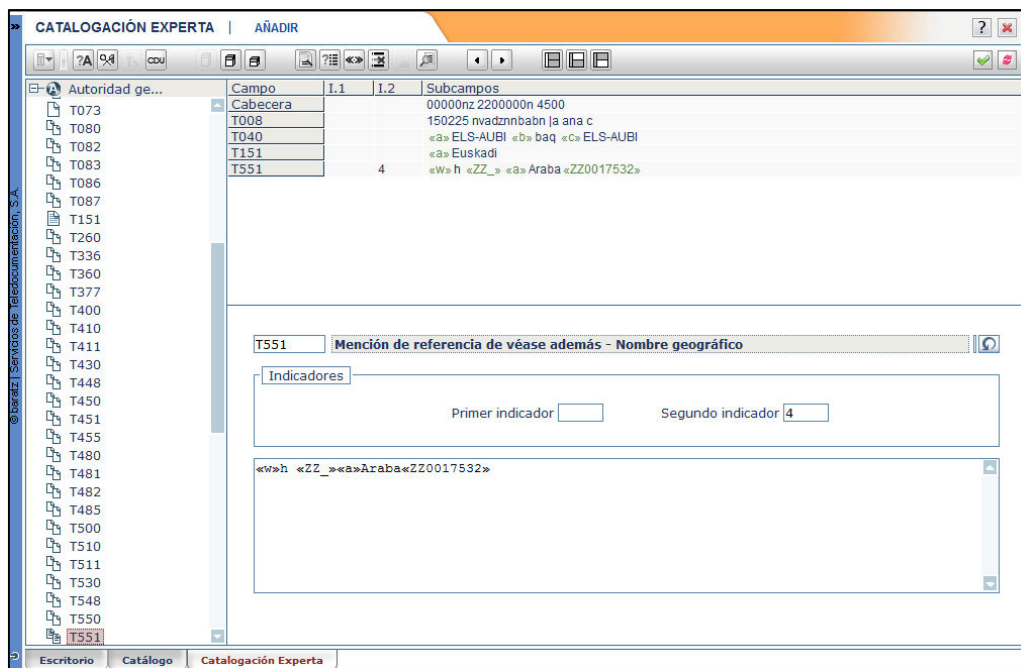 CATALOGACIÓN EXPERTA | AÑADIR
?
?A
CDU
Autoridad ge...
T073
T080
T082
T083
T086
T087
T151
T260
T336
T360
T377
T400
T410
T411
T430
T448
T450
T451
T455
T480
T481
T482
T485
T500
T510
T511
T530
T548
T550
T551
© baratz | Servicios de Teledocumentación, S.A.
Campo I.1 I.2 Subcampos
Cabecera 00000nz 2200000n 4500
T008 150225 nvadznnbabn |a ana c
T040 «a» ELS-AUBI «b» baq «c» ELS-AUBI
T151 «a» Euskadi
T551 4 «w» h «ZZ_» «a» Araba «ZZ0017532»
T551 Mención de referencia de véase además - Nombre geográfico
Indicadores
Primer indicador Segundo indicador 4
«w»h «ZZ_»«a»Araba«ZZ0017532»
Escritorio Catálogo Catalogación Experta